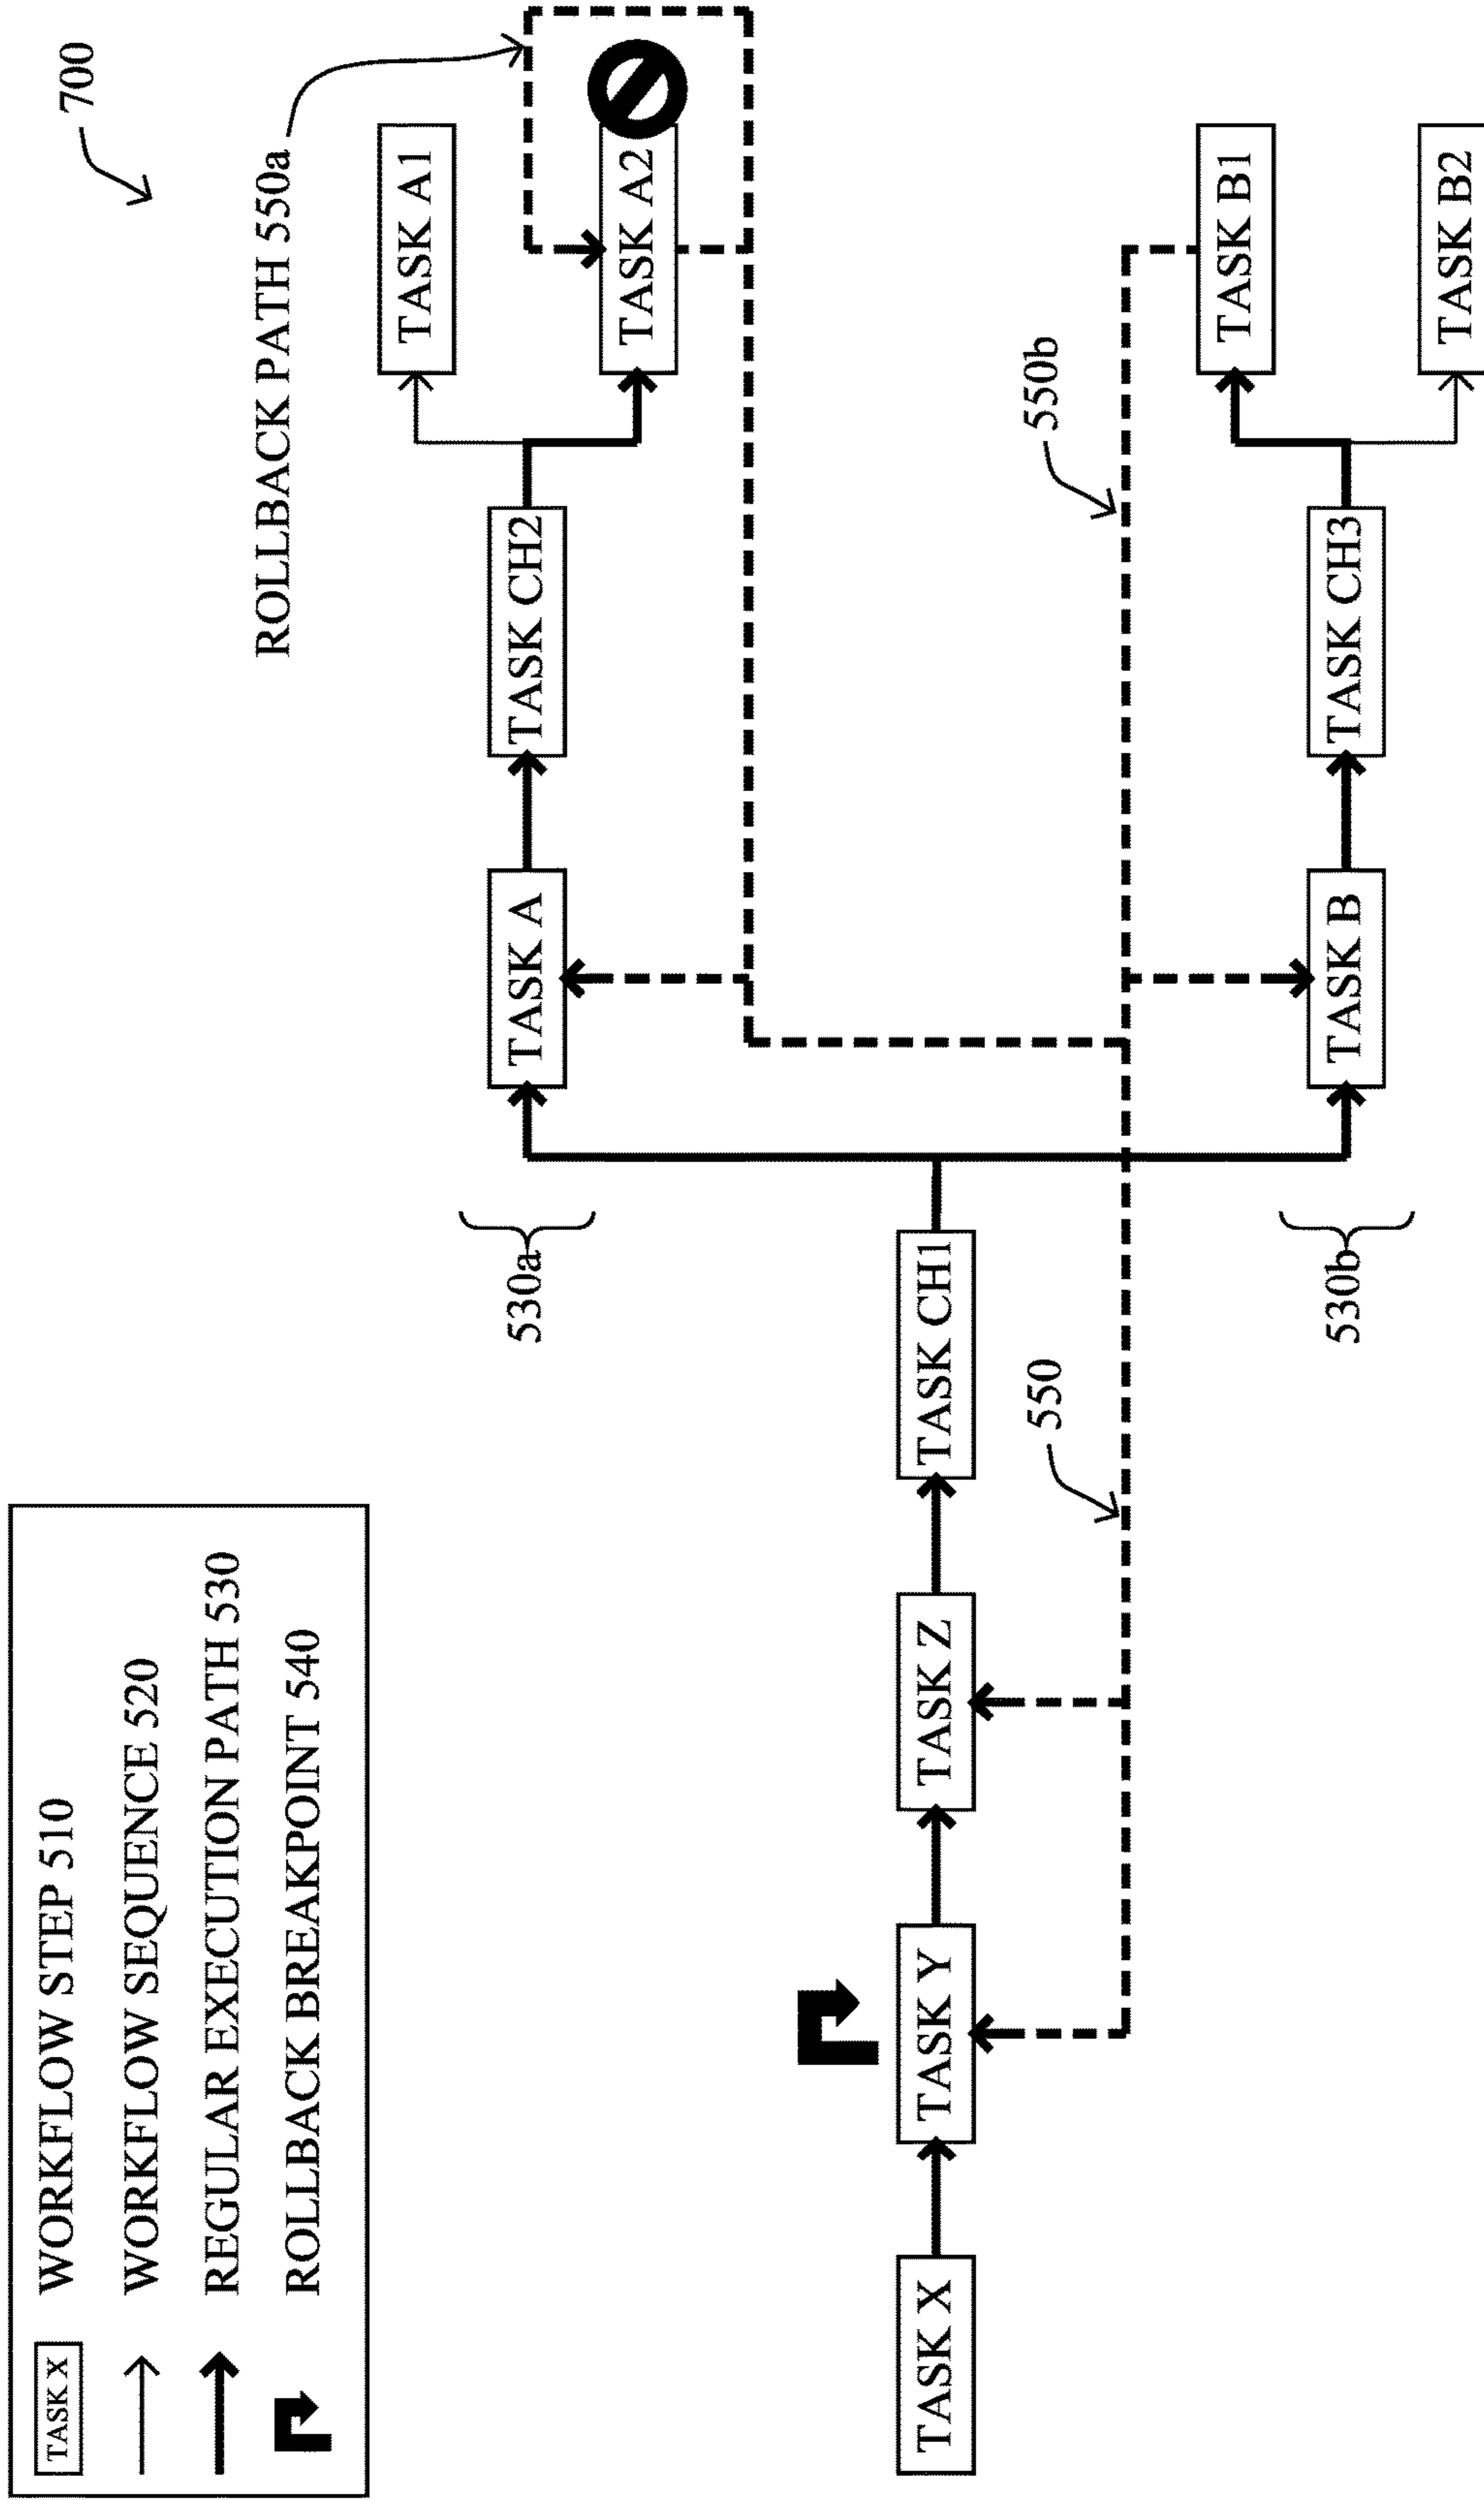 700
TASK X
WORKFLOW STEP 510
WORKFLOW SEQUENCE 520
REGULAR EXECUTION PATH 530
ROLLBACK BREAKPOINT 540
ROLLBACK PATH 550a
TASK A1
TASK A
TASK CH2
TASK A2
530a
TASK X
TASK Y
TASK Z
TASK CH1
550
550b
530b
TASK B1
TASK B
TASK CH3
TASK B2